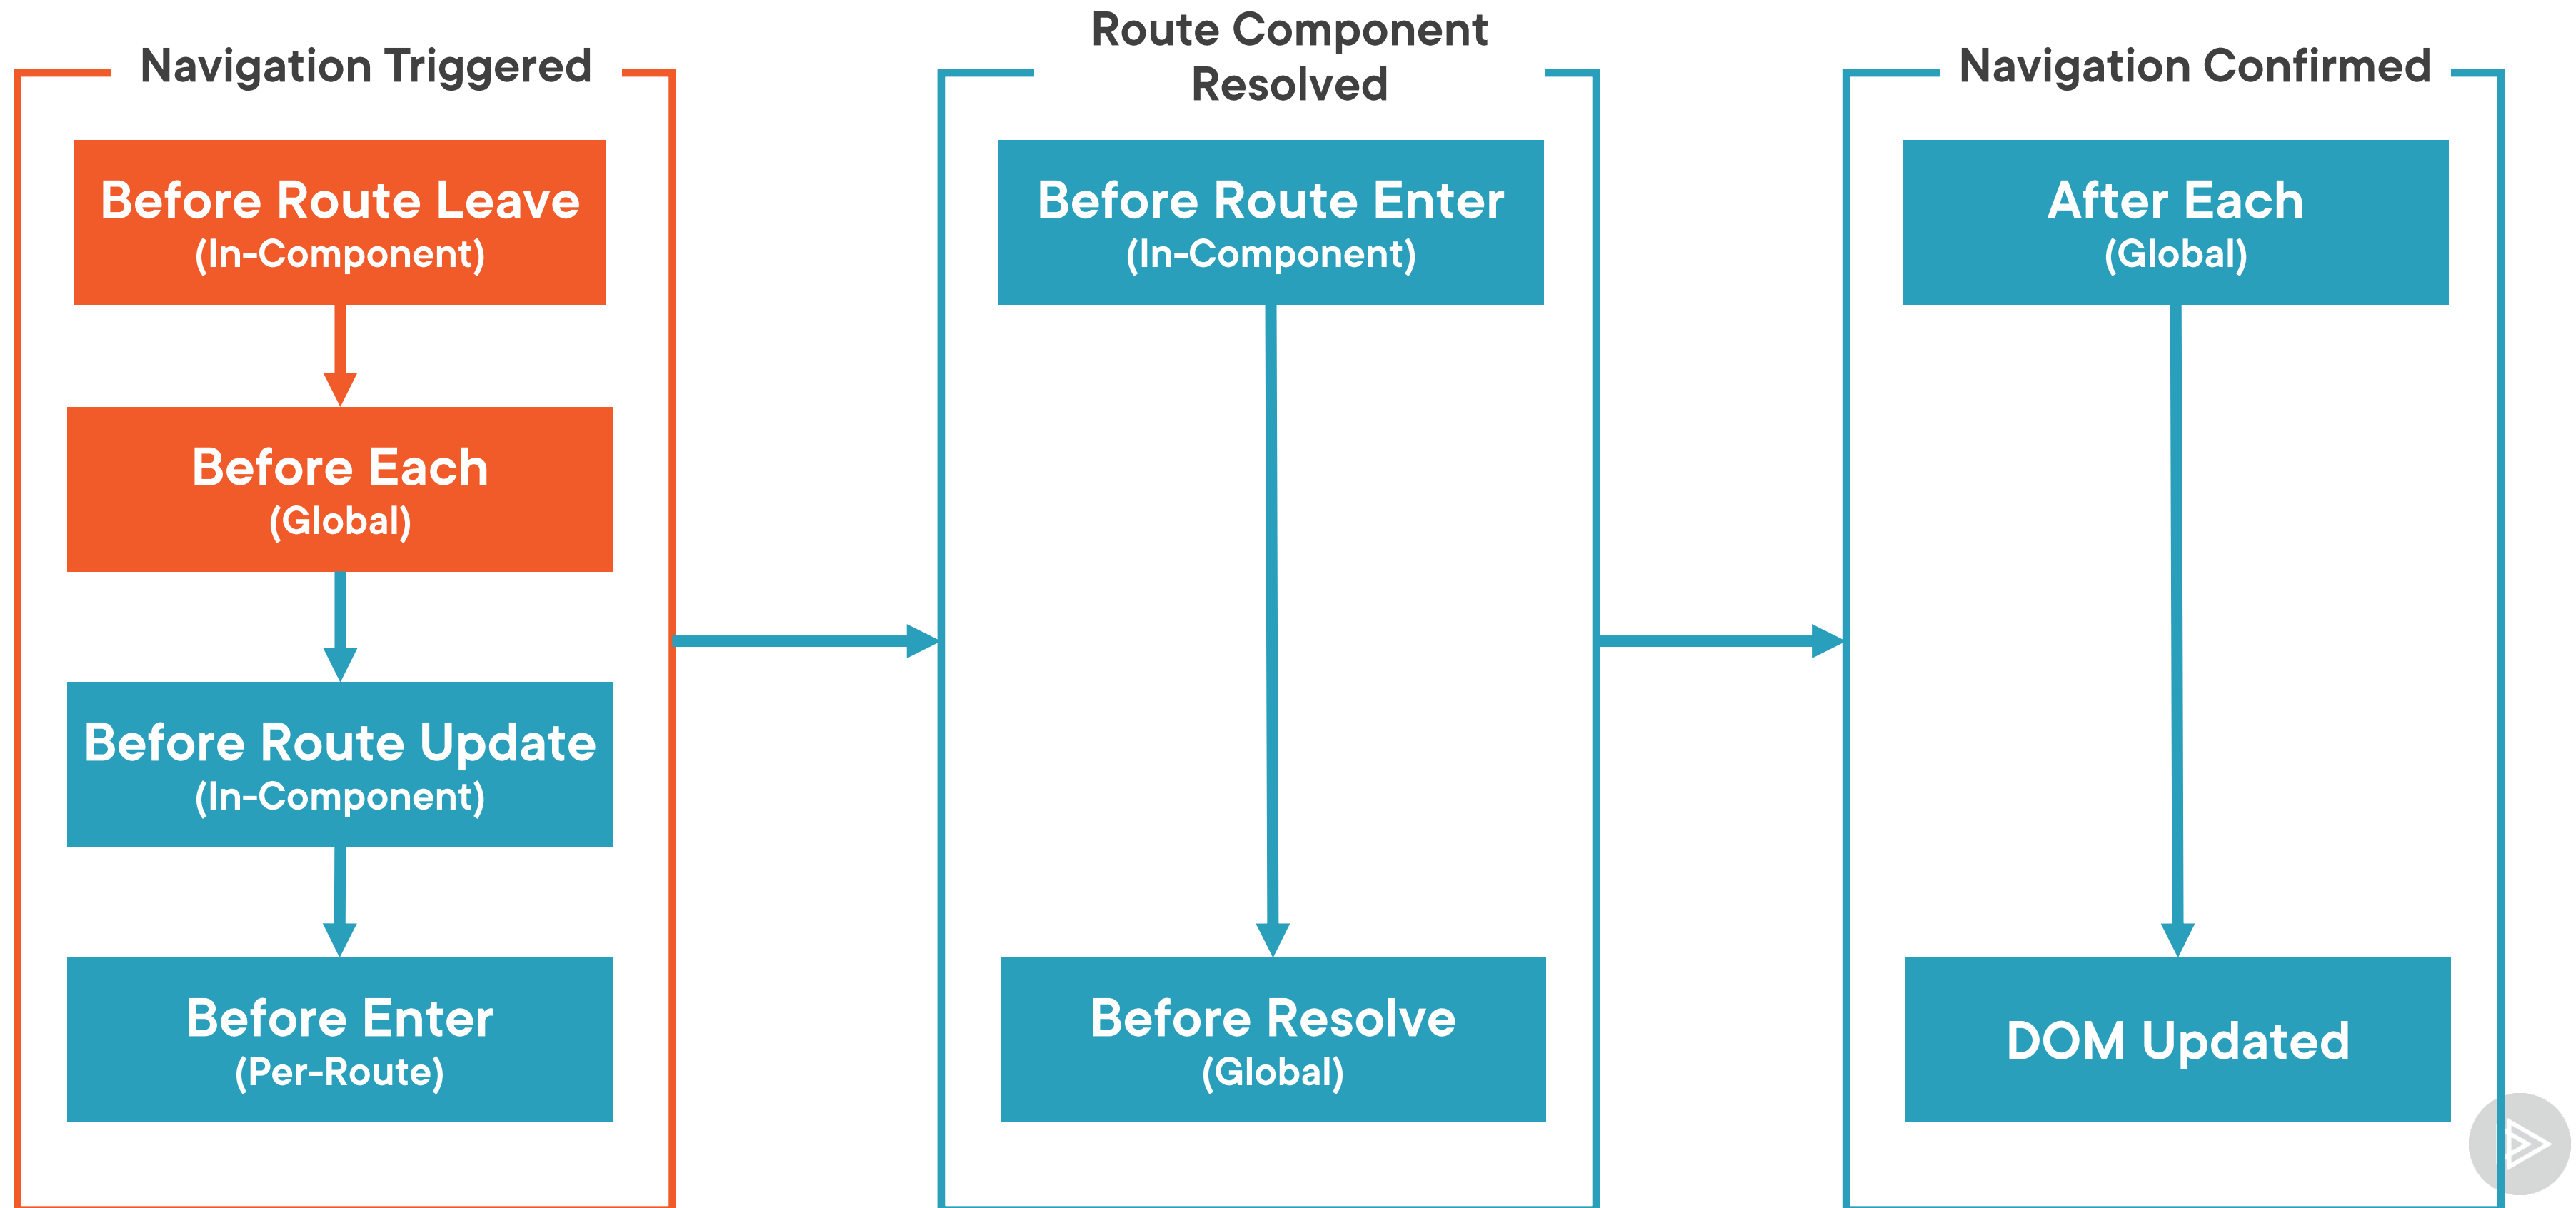 Navigation Triggered
Before Route Leave
(In-Component)
Before Each
(Global)
Before Route Update
(In-Component)
Before Enter
(Per-Route)
Route Component
Resolved
Before Route Enter
(In-Component)
Before Resolve
(Global)
Navigation Confirmed
After Each
(Global)
DOM Updated